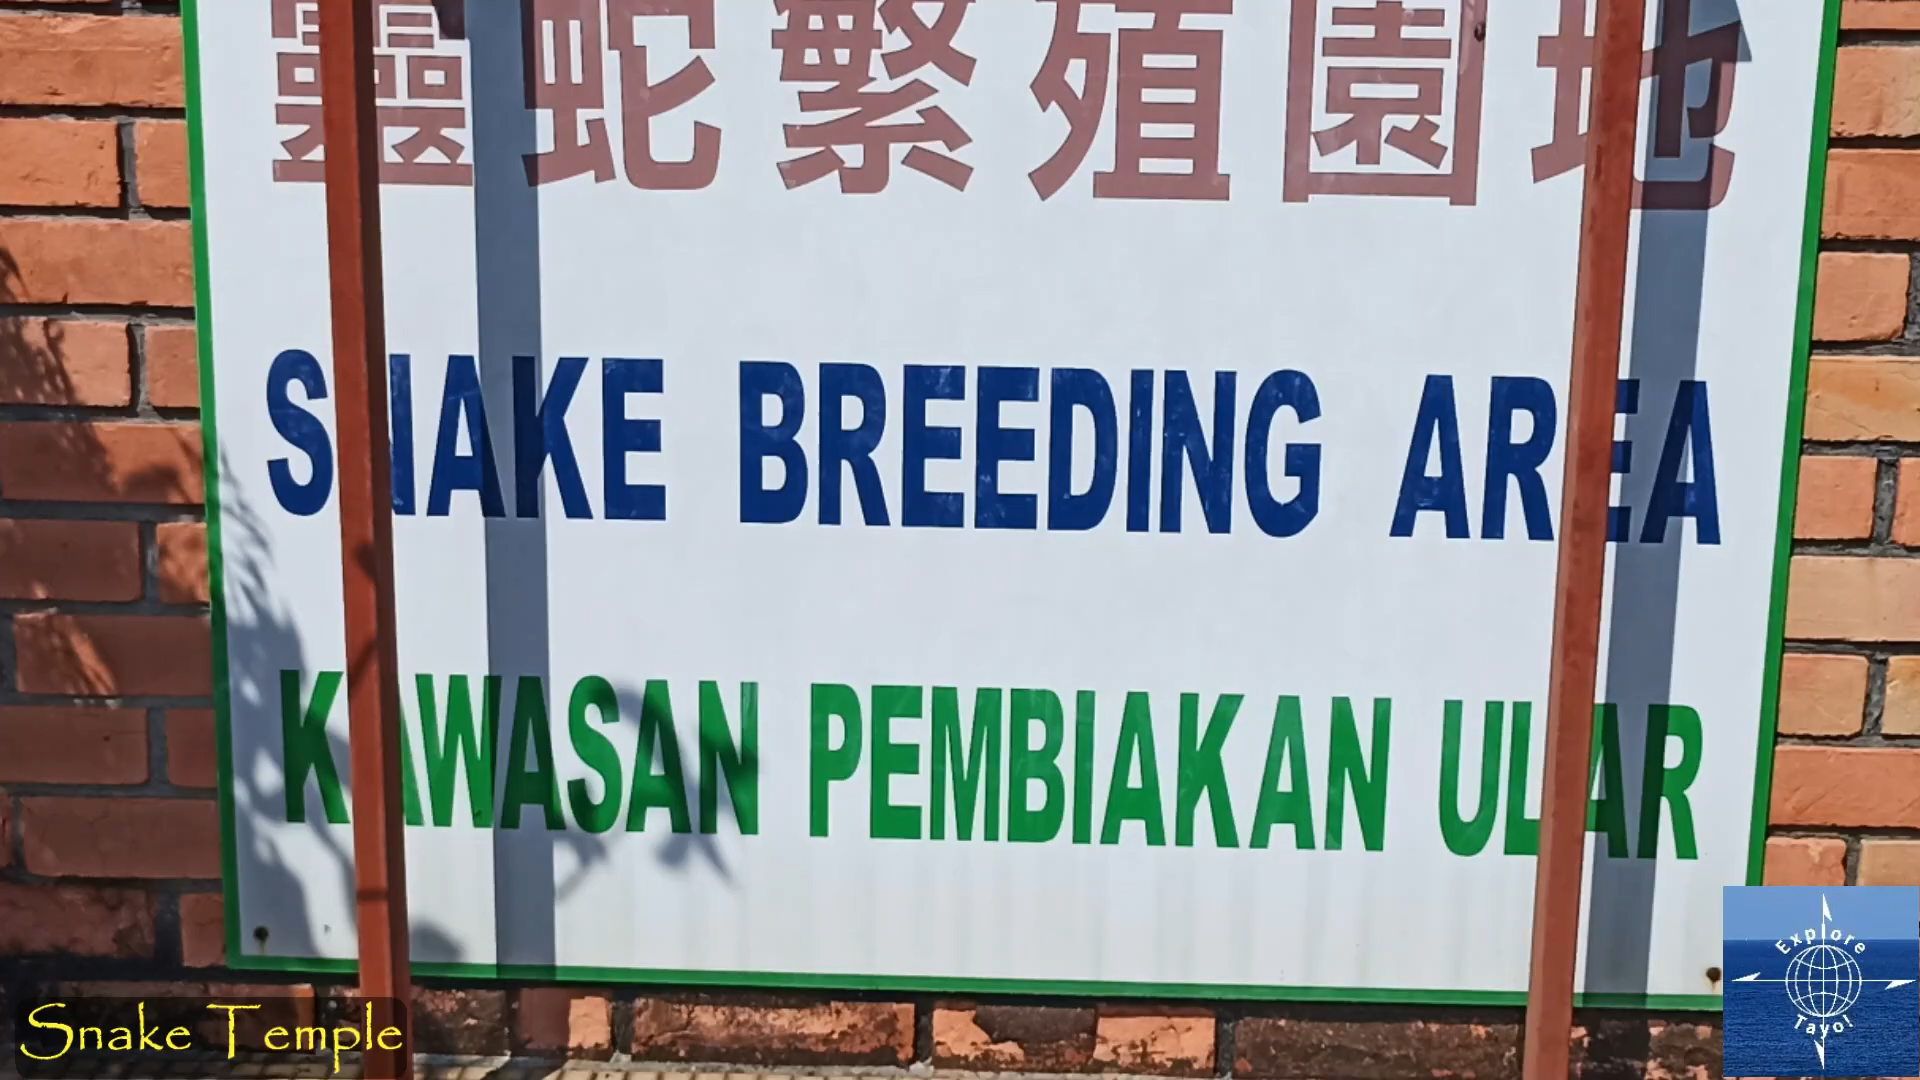 靈蛇繁殖園地
SNAKE BREEDING AREA
KAWASAN PEMBIAKAN ULAR
Snake Temple
Explore
Tayo!